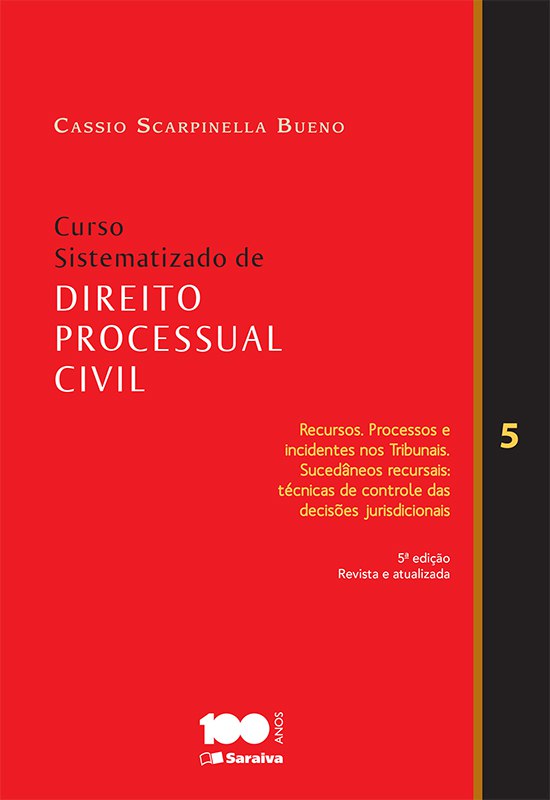 CASSIO SCARPINELLA BUENO
Curso
Sistematizado de
DIREITO
PROCESSUAL
CIVIL
Recursos. Processos e
incidentes nos Tribunais.
Sucedâneos recursais:
técnicas de controle das
decisões jurisdicionais
5
5ª edição
Revista e atualizada
100 ANOS
Saraiva